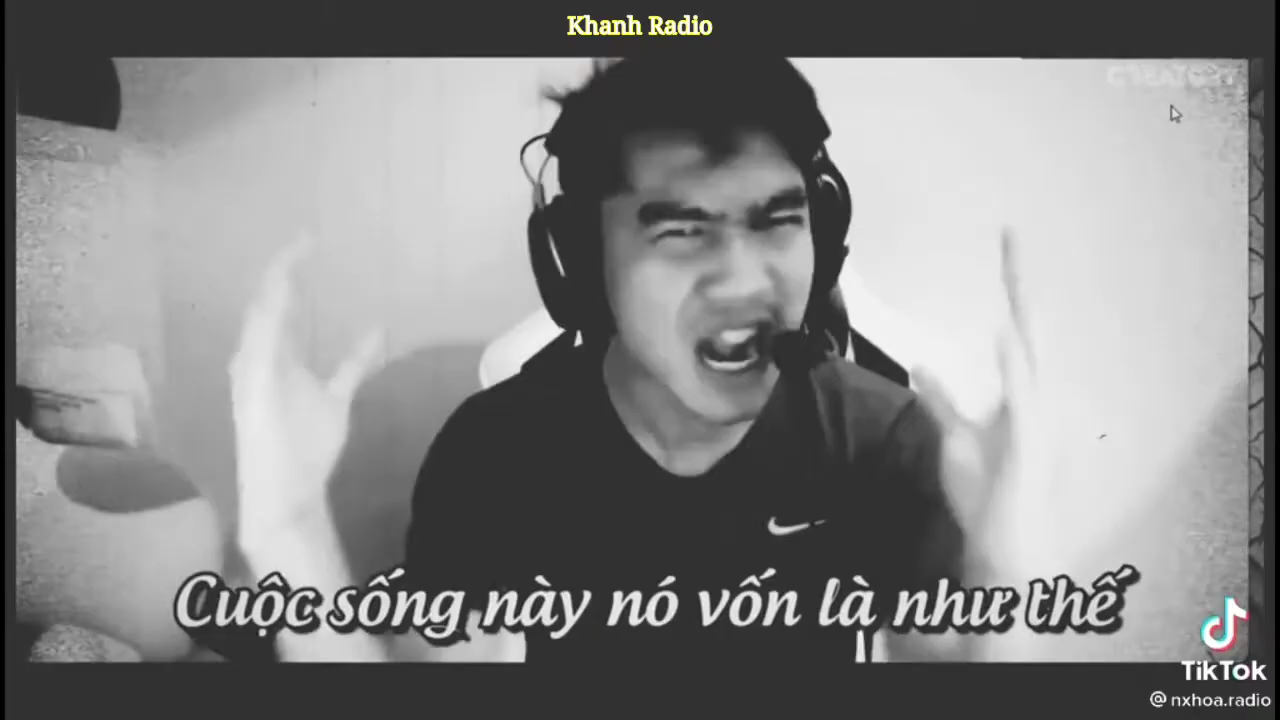 Khanh Radio
Cuộc sống này nó vốn là như thế
TikTok
@nxhoa.radio